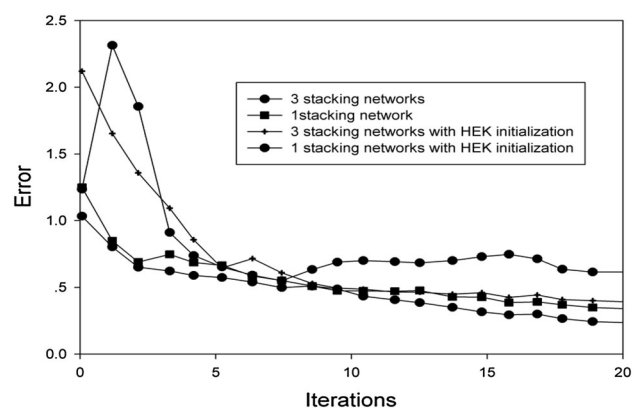 2.5
2.0
1.5
1.0
.5
0.0
Error
3 stacking networks
1stacking network
3 stacking networks with HEK initialization
1 stacking networks with HEK initialization
0 5 10 15 20
Iterations